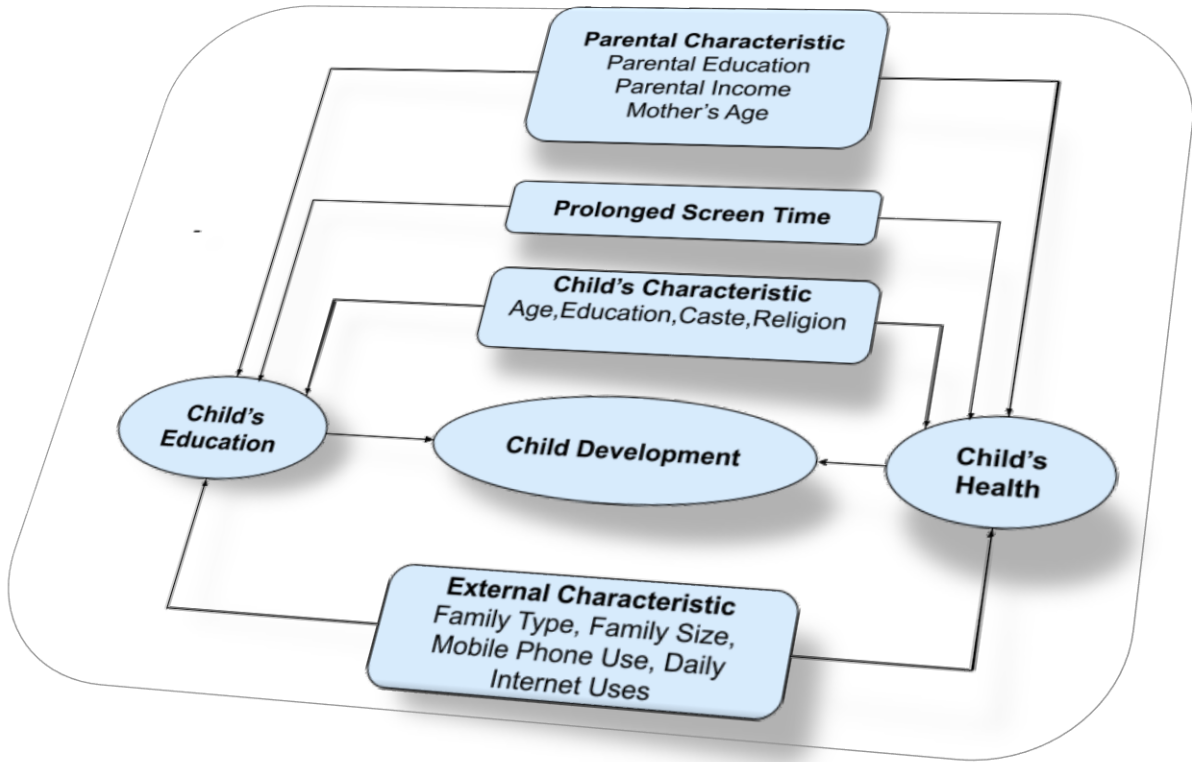 Parental Characteristic
Parental Education
Parental Income
Mother's Age
Prolonged Screen Time
Child's Characteristic
Age,Education,Caste,Religion
Child's
Education
Child Development
Child's
Health
External Characteristic
Family Type, Family Size,
Mobile Phone Use, Daily
Internet Uses